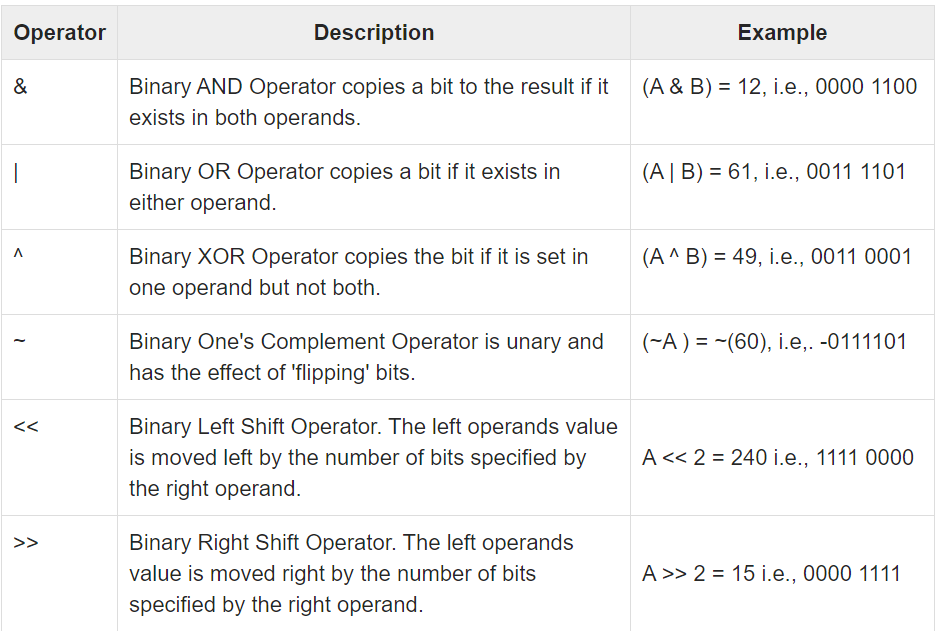 Operator Description Example
& Binary AND Operator copies a bit to the result if it (A & B) = 12, i.e., 0000 1100
exists in both operands.
| Binary OR Operator copies a bit if it exists in (A | B) = 61, i.e., 0011 1101
either operand.
^ Binary XOR Operator copies the bit if it is set in (A ^ B) = 49, i.e., 0011 0001
one operand but not both.
~ Binary One's Complement Operator is unary and (~A ) = ~(60), i.e,. -0111101
has the effect of 'flipping' bits.
<< Binary Left Shift Operator. The left operands value
is moved left by the number of bits specified by A << 2 = 240 i.e., 1111 0000
the right operand.
>> Binary Right Shift Operator. The left operands
value is moved right by the number of bits A >> 2 = 15 i.e., 0000 1111
specified by the right operand.